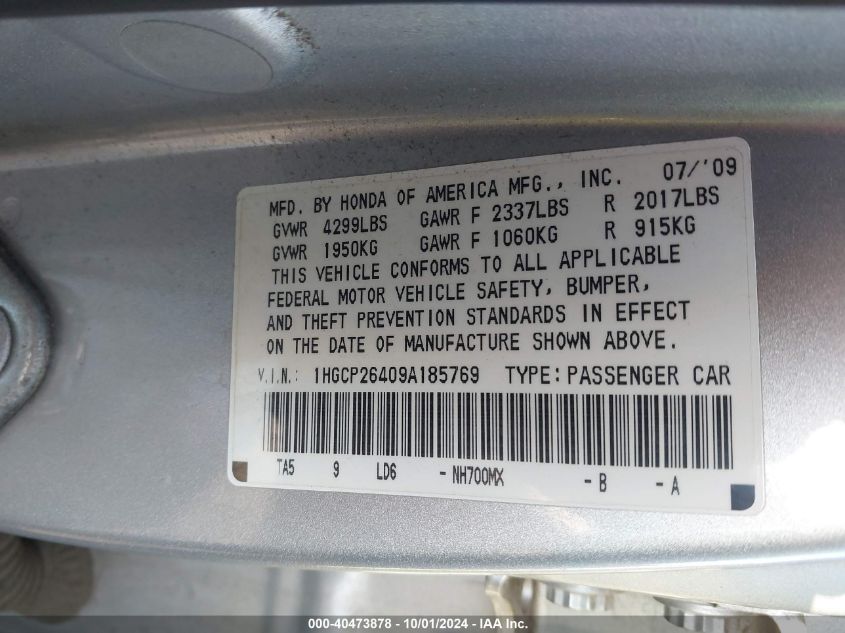 MFD. BY HONDA OF AMERICA MFG., INC. 07/'09
GVWR 4299LBS GAWR F 2337LBS R 2017LBS
GVWR 1950KG GAWR F 1060KG R 915KG
THIS VEHICLE CONFORMS TO ALL APPLICABLE
FEDERAL MOTOR VEHICLE SAFETY, BUMPER,
AND THEFT PREVENTION STANDARDS IN EFFECT
ON THE DATE OF MANUFACTURE SHOWN ABOVE.
V.I.N.: 1HGCP26409A185769 TYPE: PASSENGER CAR
TA5 9 LD6 -NH700MX -B -A
000-40473878 - 10/01/2024 - IAA Inc.